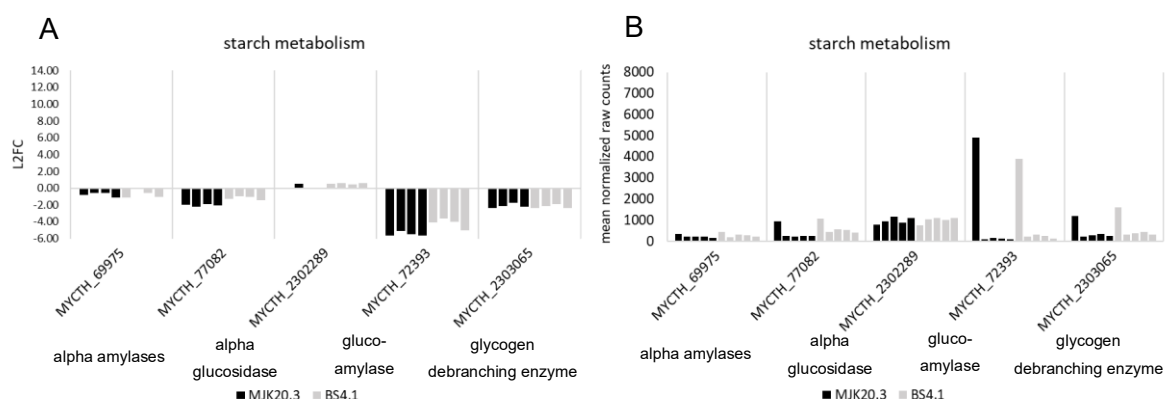 A
starch metabolism
L2FC
14.00
12.00
10.00
8.00
6.00
4.00
2.00
0.00
-2.00
-4.00
-6.00
MYCTH_69975
MYCTH_77082
MYCTH_2302289
MYCTH_72393
MYCTH_2303065
alpha amylases
alpha
glucosidase
gluco-
amylase
glycogen
debranching enzyme
MJK20.3 BS4.1
B
starch metabolism
mean normalized raw counts
8000
7000
6000
5000
4000
3000
2000
1000
0
MYCTH_69975
MYCTH_77082
MYCTH_2302289
MYCTH_72393
MYCTH_2303065
alpha amylases
alpha
glucosidase
gluco-
amylase
glycogen
debranching enzyme
MJK20.3 BS4.1